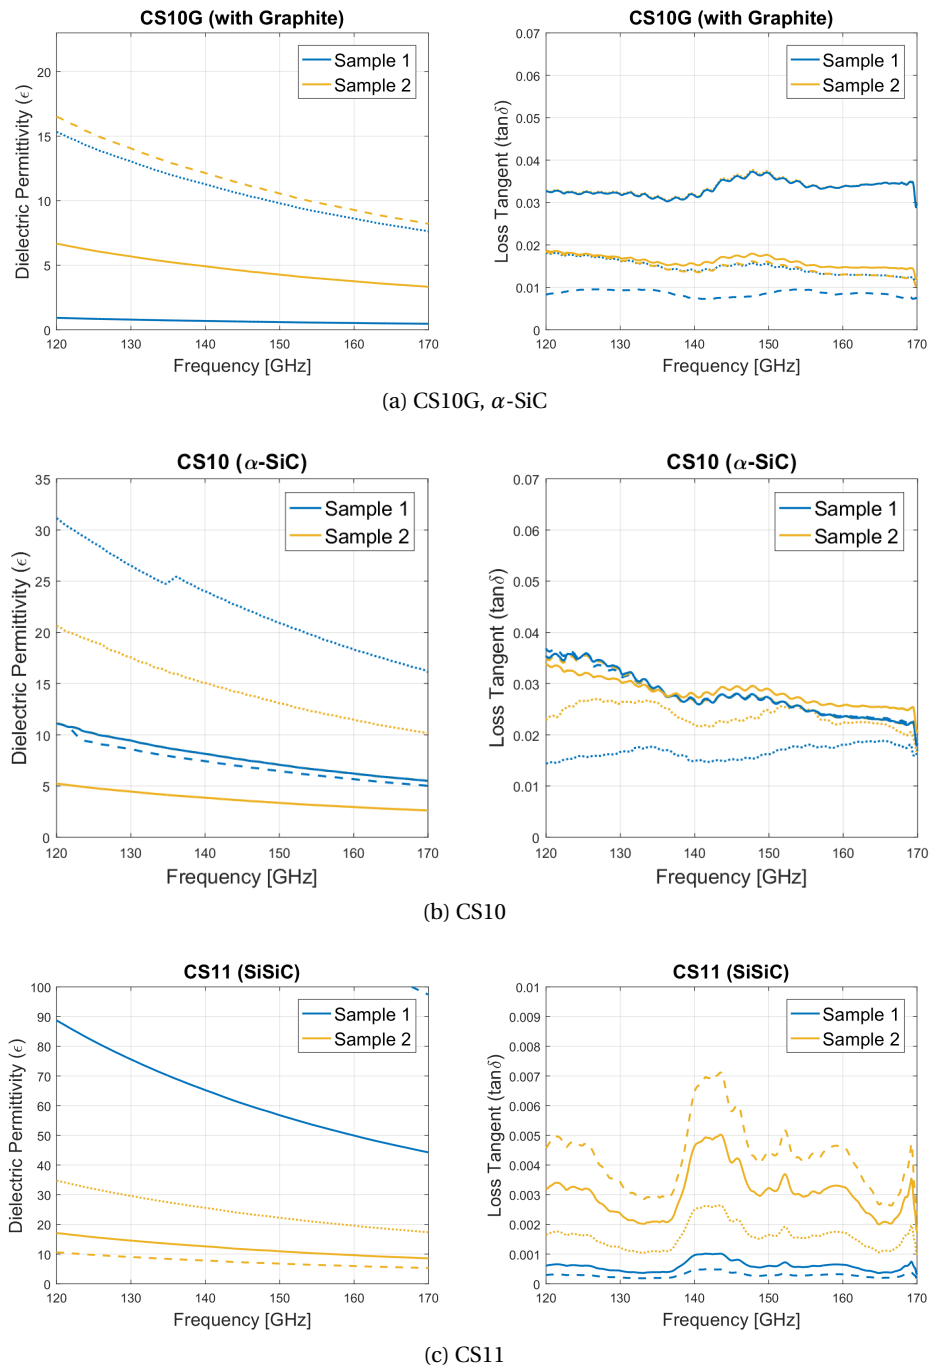 CS10G (with Graphite)
Dielectric Permittivity (ϵ)
20
15
10
5
0
Sample 1
Sample 2
120 130 140 150 160 170
Frequency [GHz]
CS10G (with Graphite)
Loss Tangent (tanδ)
0.07
0.06
0.05
0.04
0.03
0.02
0.01
0
Sample 1
Sample 2
120 130 140 150 160 170
Frequency [GHz]
(a) CS10G, α-SiC
CS10 (α-SiC)
Dielectric Permittivity (ϵ)
35
30
25
20
15
10
5
0
Sample 1
Sample 2
120 130 140 150 160 170
Frequency [GHz]
CS10 (α-SiC)
Loss Tangent (tanδ)
0.07
0.06
0.05
0.04
0.03
0.02
0.01
0
Sample 1
Sample 2
120 130 140 150 160 170
Frequency [GHz]
(b) CS10
CS11 (SiSiC)
Dielectric Permittivity (ϵ)
100
90
80
70
60
50
40
30
20
10
0
Sample 1
Sample 2
120 130 140 150 160 170
Frequency [GHz]
CS11 (SiSiC)
Loss Tangent (tanδ)
0.01
0.009
0.008
0.007
0.006
0.005
0.004
0.003
0.002
0.001
0
Sample 1
Sample 2
120 130 140 150 160 170
Frequency [GHz]
(c) CS11